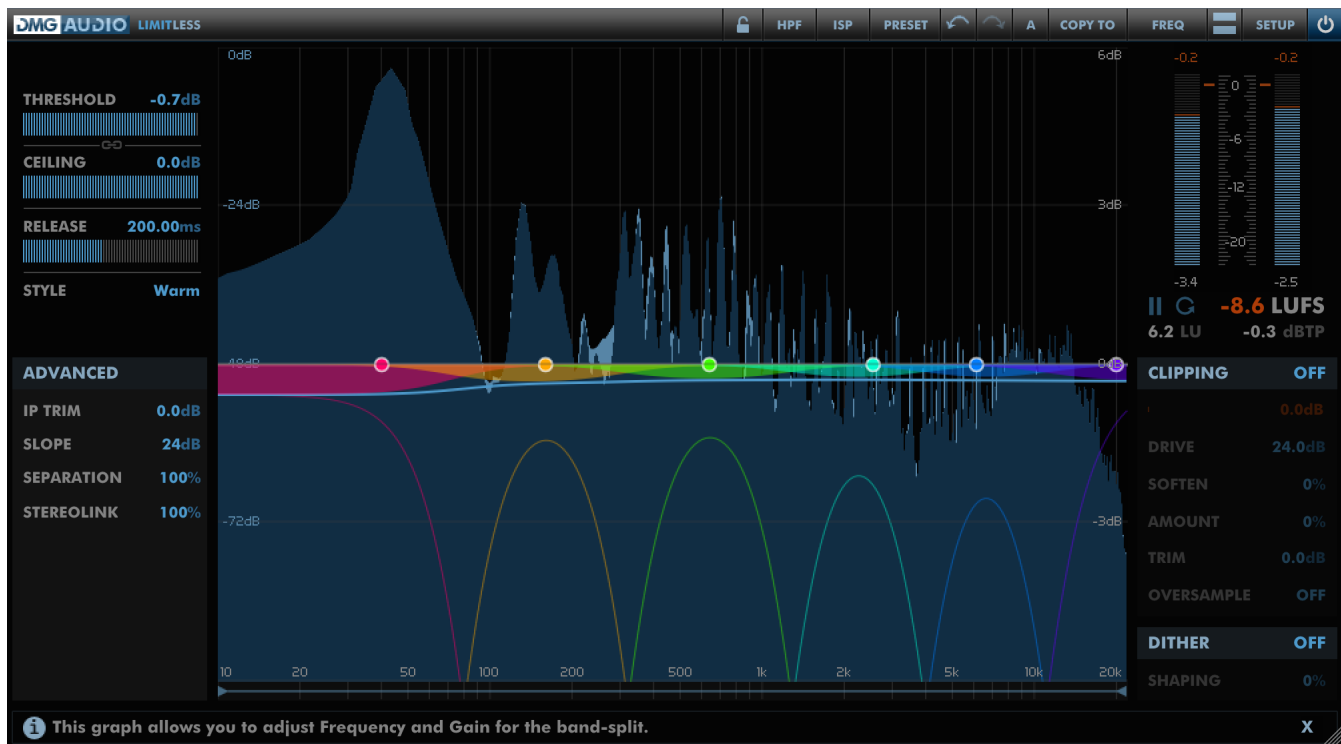 DMG AUDIO LIMITLESS HPF ISP PRESET A COPY TO FREQ SETUP
0dB 6dB -0.2 -0.2
THRESHOLD -0.7dB
0
-6
CEILING 0.0dB
-12
-24dB 3dB
RELEASE 200.00ms
-20
-3.4 -2.5
STYLE Warm
-8.6 LUFS
6.2 LU -0.3 dBTP
-48dB 0dB
ADVANCED
CLIPPING OFF
IP TRIM 0.0dB
0.0dB
SLOPE 24dB
DRIVE 24.0dB
SEPARATION 100%
SOFTEN 0%
STEREOLINK 100%
-72dB -3dB
AMOUNT 0%
TRIM 0.0dB
OVERSAMPLE OFF
DITHER OFF
10 20 50 100 200 500 1k 2k 5k 10k 20k
SHAPING 0%
i This graph allows you to adjust Frequency and Gain for the band-split. X